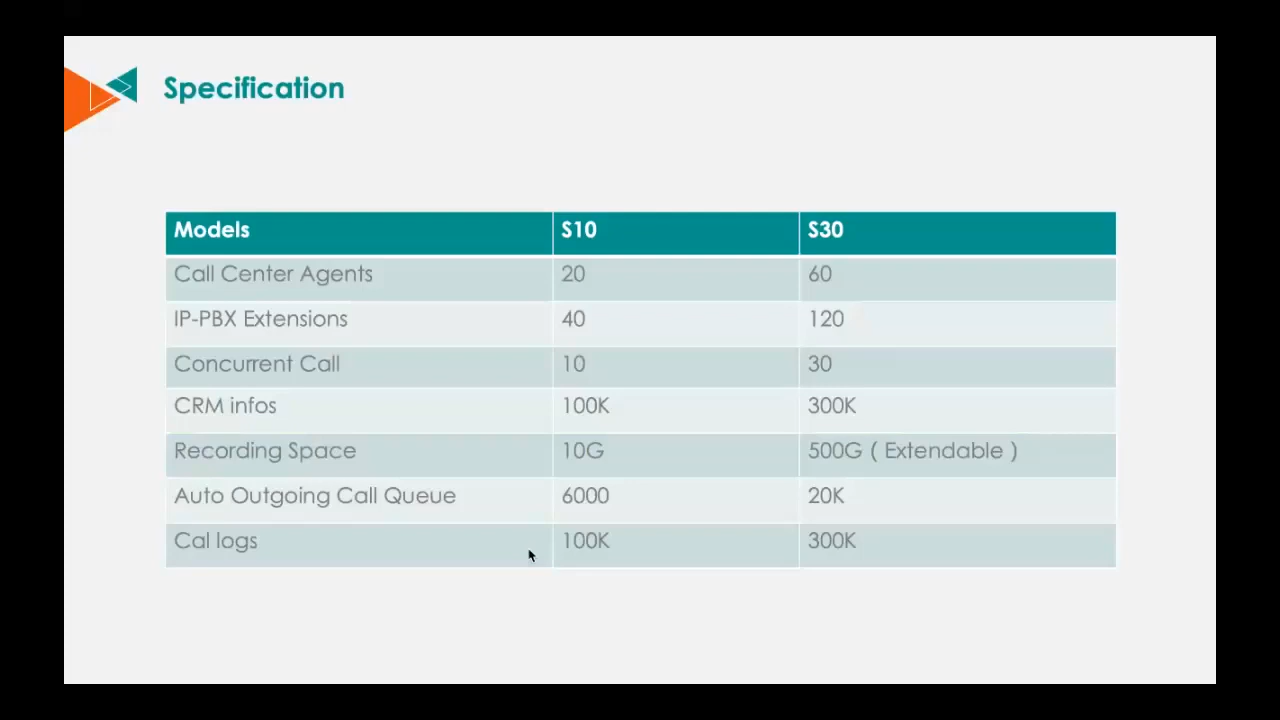 Specification
Models S10 S30
Call Center Agents 20 60
IP-PBX Extensions 40 120
Concurrent Call 10 30
CRM infos 100K 300K
Recording Space 10G 500G ( Extendable )
Auto Outgoing Call Queue 6000 20K
Cal logs 100K 300K